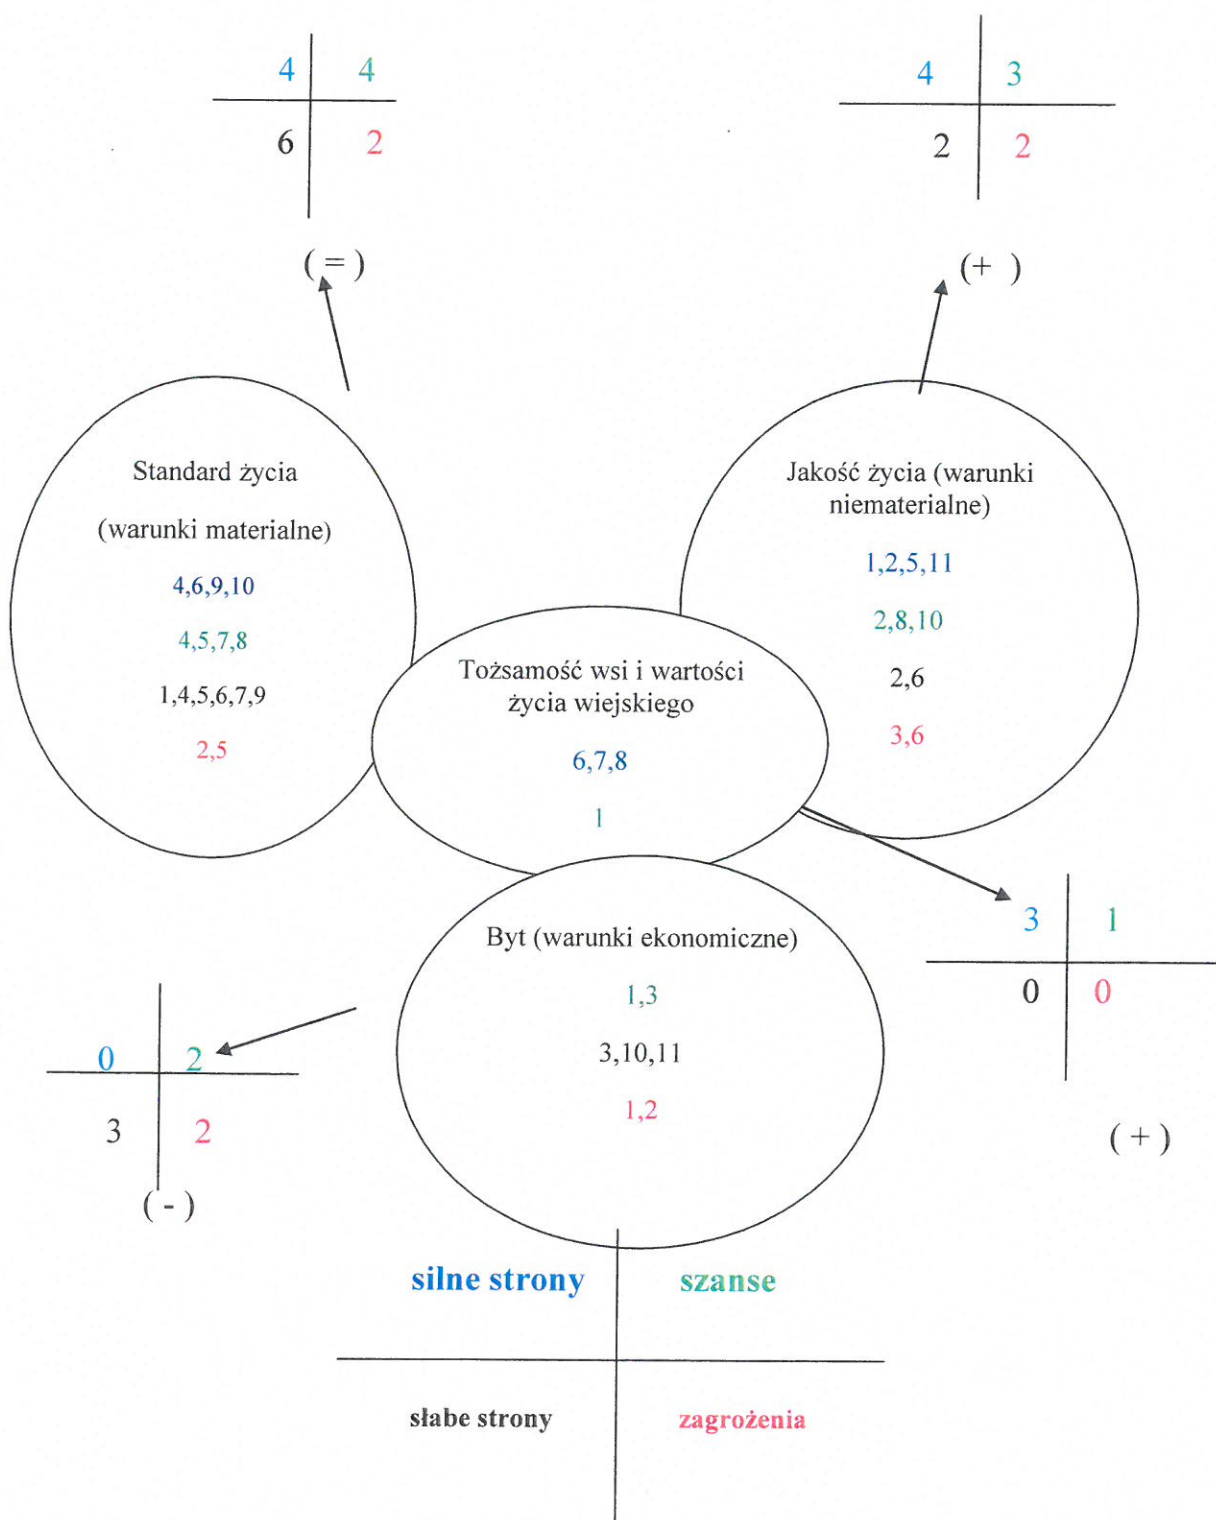 4 4
6 2
( = )
4 3
2 2
(+ )
Standard życia
(warunki materialne)
4,6,9,10
4,5,7,8
1,4,5,6,7,9
2,5
Jakość życia (warunki
niematerialne)
1,2,5,11
2,8,10
2,6
3,6
Tożsamość wsi i wartości
życia wiejskiego
6,7,8
1
3 1
0 0
( + )
Byt (warunki ekonomiczne)
1,3
3,10,11
1,2
0 2
3 2
( - )
silne strony szanse
słabe strony zagrożenia